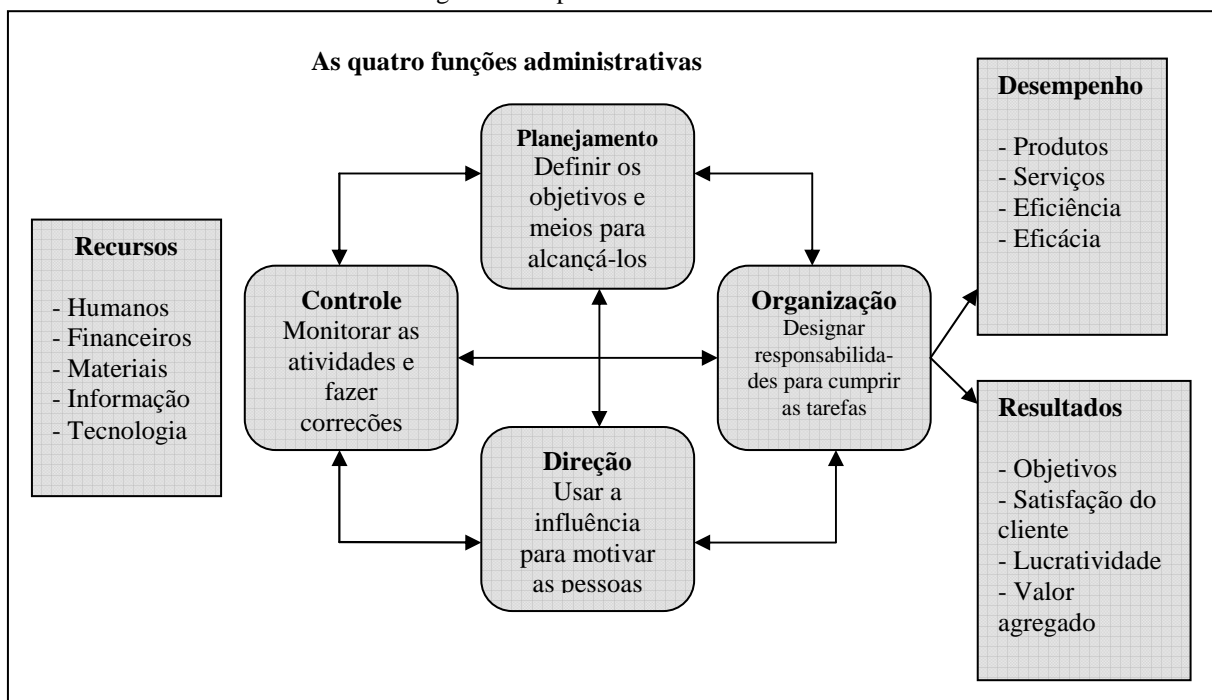 As quatro funções administrativas
Planejamento
Definir os
objetivos e
meios para
alcançá-los
Recursos
- Humanos
- Financeiros
- Materiais
- Informação
- Tecnologia
Controle
Monitorar as
atividades e
fazer
correções
Organização
Designar
responsabilida-
des para cumprir
as tarefas
Direção
Usar a
influência
para motivar
as pessoas
Desempenho
- Produtos
- Serviços
- Eficiência
- Eficácia
Resultados
- Objetivos
- Satisfação do
cliente
- Lucratividade
- Valor
agregado